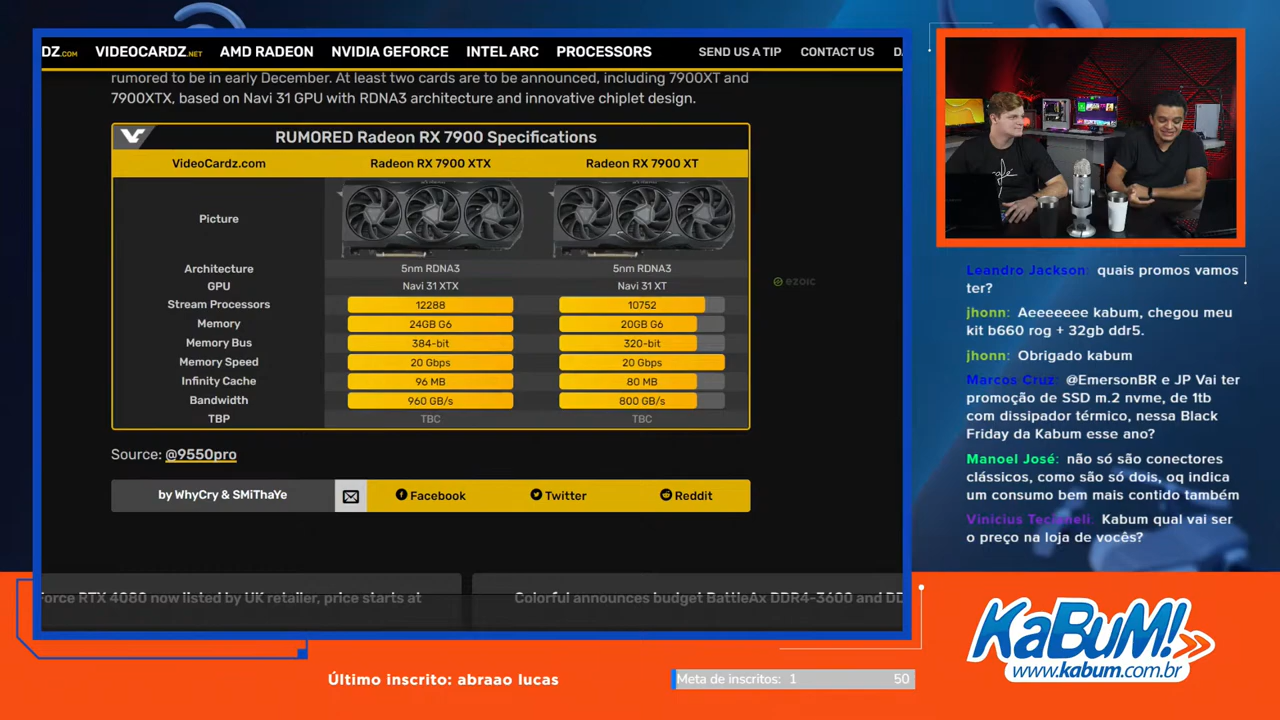 DZ.COM VIDEOCARDZ.NET AMD RADEON NVIDIA GEFORCE INTEL ARC PROCESSORS SEND US A TIP CONTACT US
rumored to be in early December. At least two cards are to be announced, including 7900XT and
7900XTX, based on Navi 31 GPU with RDNA3 architecture and innovative chiplet design.
RUMORED Radeon RX 7900 Specifications
VideoCardz.com Radeon RX 7900 XTX Radeon RX 7900 XT
Picture
Architecture 5nm RDNA3 5nm RDNA3
GPU Navi 31 XTX Navi 31 XT
Stream Processors 12288 10752
Memory 24GB G6 20GB G6
Memory Bus 384-bit 320-bit
Memory Speed 20 Gbps 20 Gbps
Infinity Cache 96 MB 80 MB
Bandwidth 960 GB/s 800 GB/s
TBP TBC TBC
ezoic
Source: @9550pro
by WhyCry & SMiThaYe Facebook Twitter Reddit
Force RTX 4080 now listed by UK retailer, price starts at
Colorful announces budget BattleAx DDR4-3600 and DD
Leandro Jackson: quais promos vamos
ter?
jhonn: Aeeeeeee kabum, chegou meu
kit b660 rog + 32gb ddr5.
jhonn: Obrigado kabum
Marcos Cruz: @EmersonBR e JP Vai ter
promoção de SSD m.2 nvme, de 1tb
com dissipador térmico, nessa Black
Friday da Kabum esse ano?
Manoel José: não só são conectores
clássicos, como são só dois, oq indica
um consumo bem mais contido também
Vinicius Tecianeli: Kabum qual vai ser
o preço na loja de vocês?
KaBuM!
www.kabum.com.br
Último inscrito: abraao lucas
Meta de inscritos: 1 50